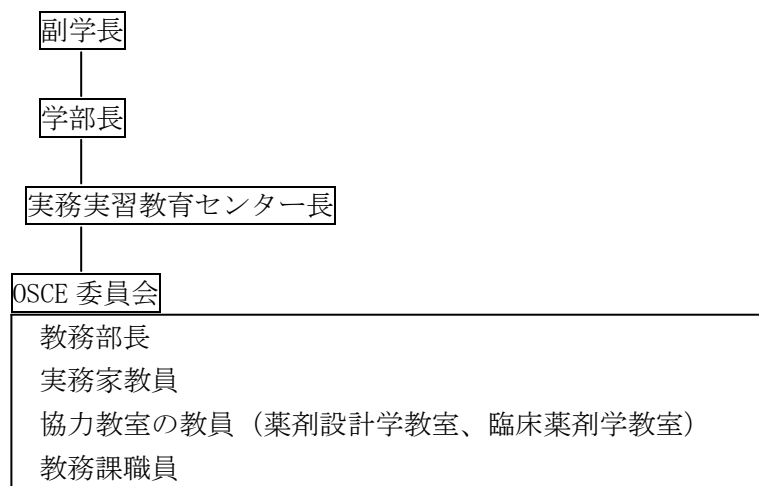 副学長
学部長
実務実習教育センター長
OSCE 委員会
教務部長
実務家教員
協力教室の教員（薬剤設計学教室、臨床薬剤学教室）
教務課職員